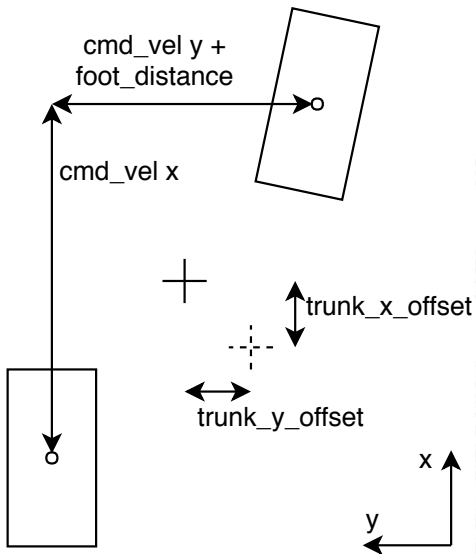 cmd_vel y +
foot_distance
cmd_vel x
trunk_x_offset
trunk_y_offset
x
y